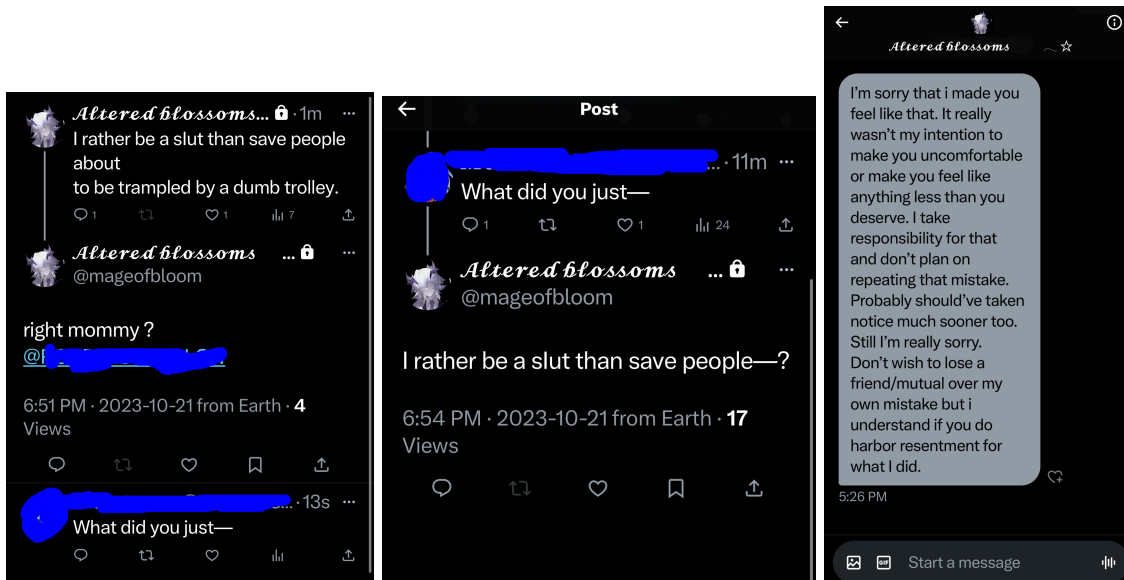 Altered blossoms... · 1m ...
I rather be a slut than save people
about
to be trampled by a dumb trolley.
1 1 7
Altered blossoms ... ...
@mageofbloom
right mommy ?
@
6:51 PM · 2023-10-21 from Earth · 4
Views
... · 13s ...
What did you just—
Post
... · 11m ...
What did you just—
1 1 24
Altered blossoms ... ...
@mageofbloom
I rather be a slut than save people—?
6:54 PM · 2023-10-21 from Earth · 17
Views
Altered blossoms
I’m sorry that i made you
feel like that. It really
wasn’t my intention to
make you uncomfortable
or make you feel like
anything less than you
deserve. I take
responsibility for that
and don’t plan on
repeating that mistake.
Probably should’ve taken
notice much sooner too.
Still I’m really sorry.
Don’t wish to lose a
friend/mutual over my
own mistake but i
understand if you do
harbor resentment for
what I did.
5:26 PM
GIF
Start a message